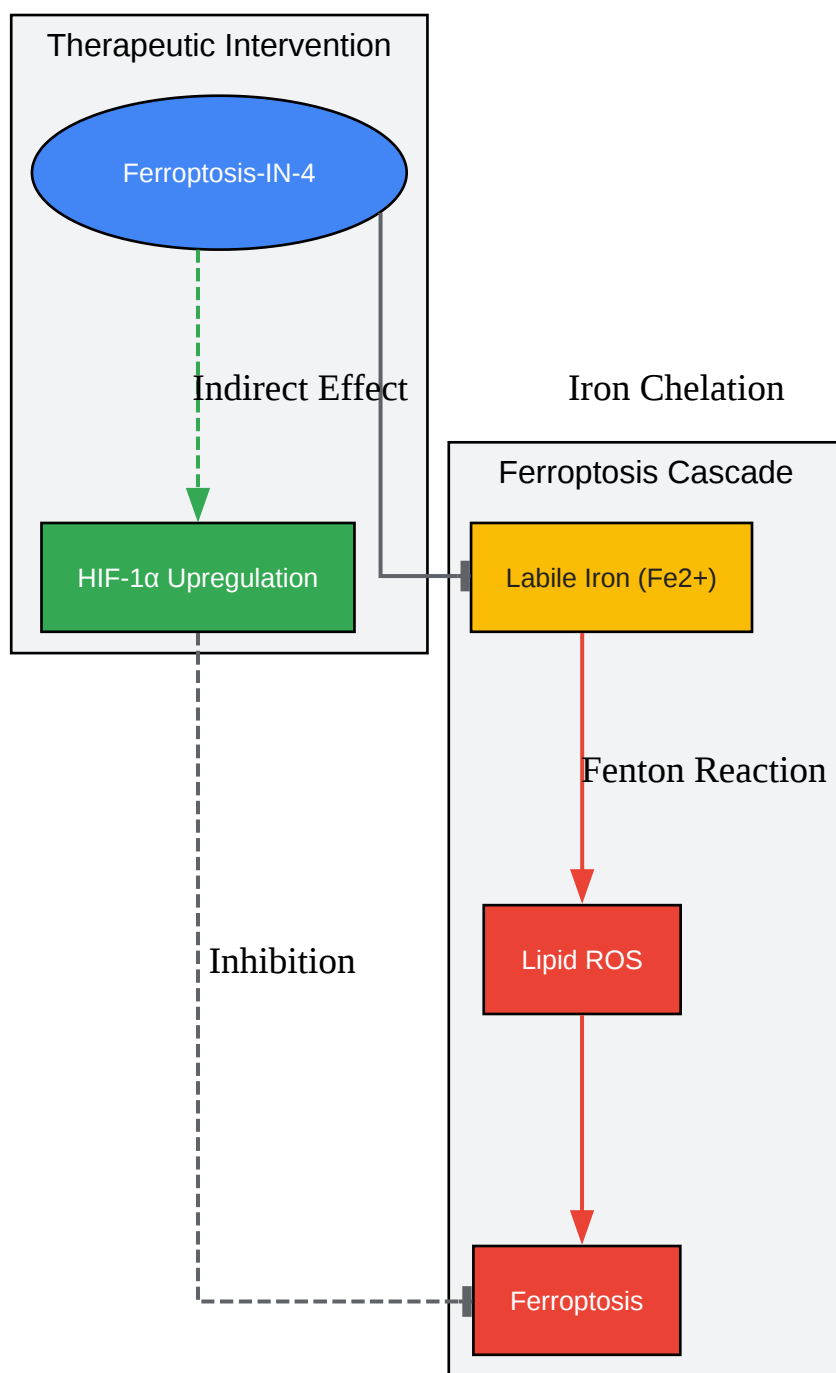 Therapeutic Intervention
Ferroptosis-IN-4
Indirect Effect
Iron Chelation
Ferroptosis Cascade
HIF-1α Upregulation
Labile Iron (Fe2+)
Fenton Reaction
Lipid ROS
Inhibition
Ferroptosis